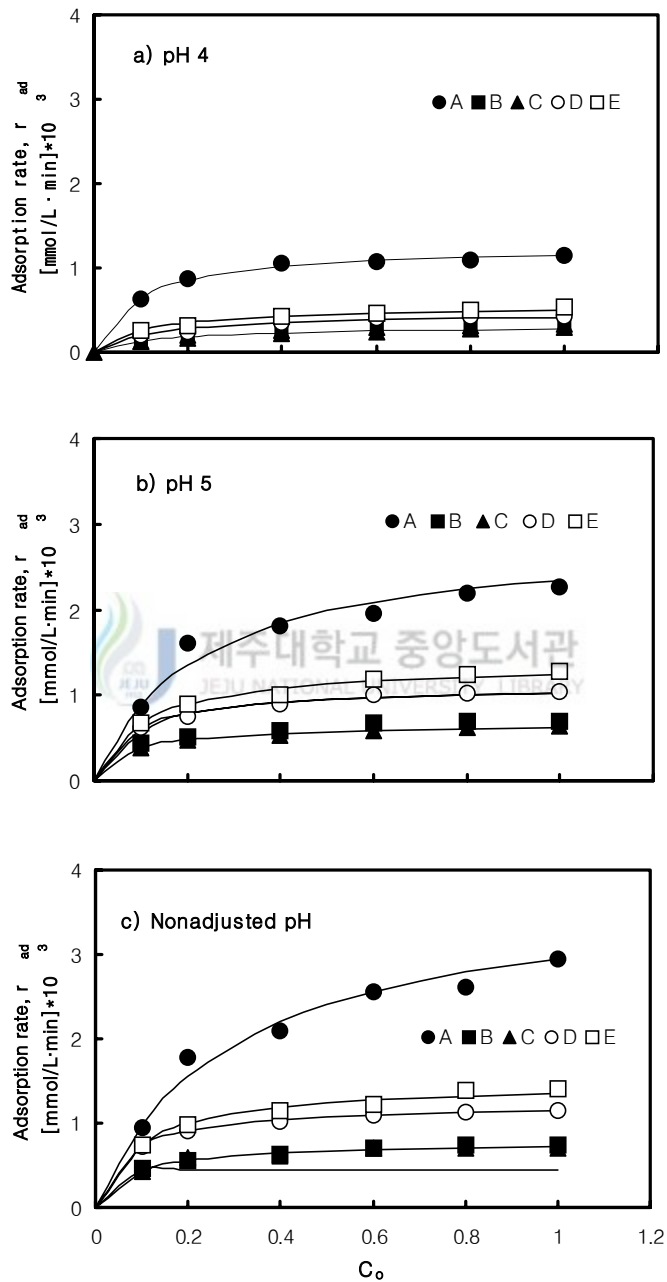 4
a) pH 4
3
A B C D E
2
1
0
Adsorption rate, r ad
[mmol/L·min]*10 3
4
b) pH 5
3
A B C D E
2
제주대학교 중앙도서관
JEJU NATIONAL UNIVERSITY LIBRARY
JEJU
1
0
Adsorption rate, r ad
[mmol/L·min]*10 3
4
c) Nonadjusted pH
3
A B C D E
2
1
0
Adsorption rate, r ad
[mmol/L·min]*10 3
0 0.2 0.4 0.6 0.8 1 1.2
Co